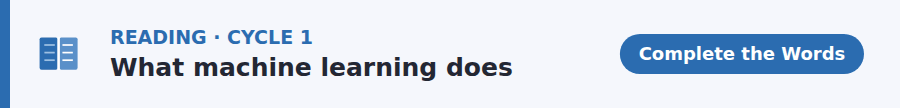 READING · CYCLE 1
What machine learning does
Complete the Words